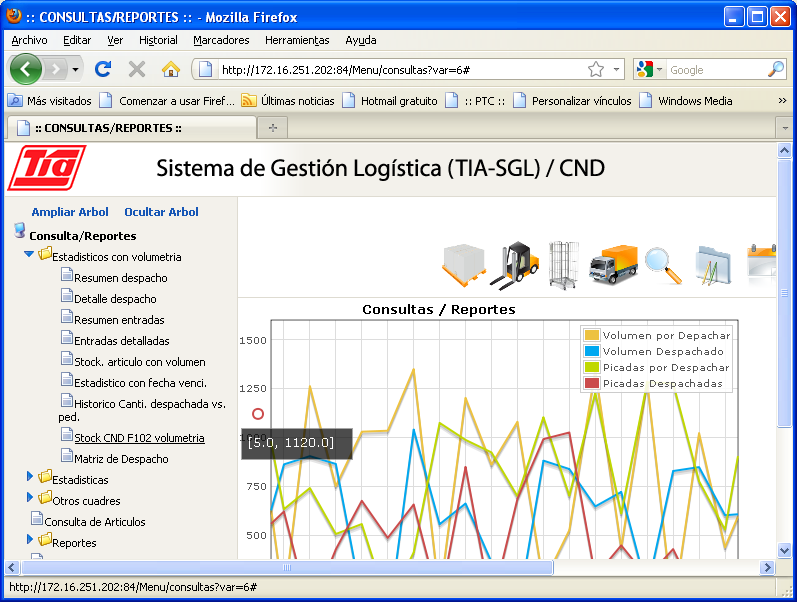 :: CONSULTAS/REPORTES :: - Mozilla Firefox
Archivo Editar Ver Historial Marcadores Herramientas Ayuda
http://172.16.251.202:84/Menu/consultas?var=6# Google
Más visitados Comenzar a usar Firef... Últimas noticias Hotmail gratuito :: PTC :: Personalizar vínculos Windows Media »
:: CONSULTAS/REPORTES ::
Tia Sistema de Gestión Logística (TIA-SGL) / CND
Ampliar Arbol Ocultar Arbol
Consulta/Reportes
Estadisticos con volumetria
Resumen despacho
Detalle despacho
Resumen entradas
Entradas detalladas
Stock. articulo con volumen
Estadistico con fecha venci.
Historico Canti. despachada vs.
ped.
Stock CND F102 volumetria
Matriz de Despacho
Estadisticas
Otros cuadres
Consulta de Articulos
Reportes
Consultas / Reportes
1500
1250
750
500
Volumen por Depachar
Volumen Despachado
Picadas por Despachar
Picadas Despachadas
[5.0, 1120.0]
http://172.16.251.202:84/Menu/consultas?var=6#